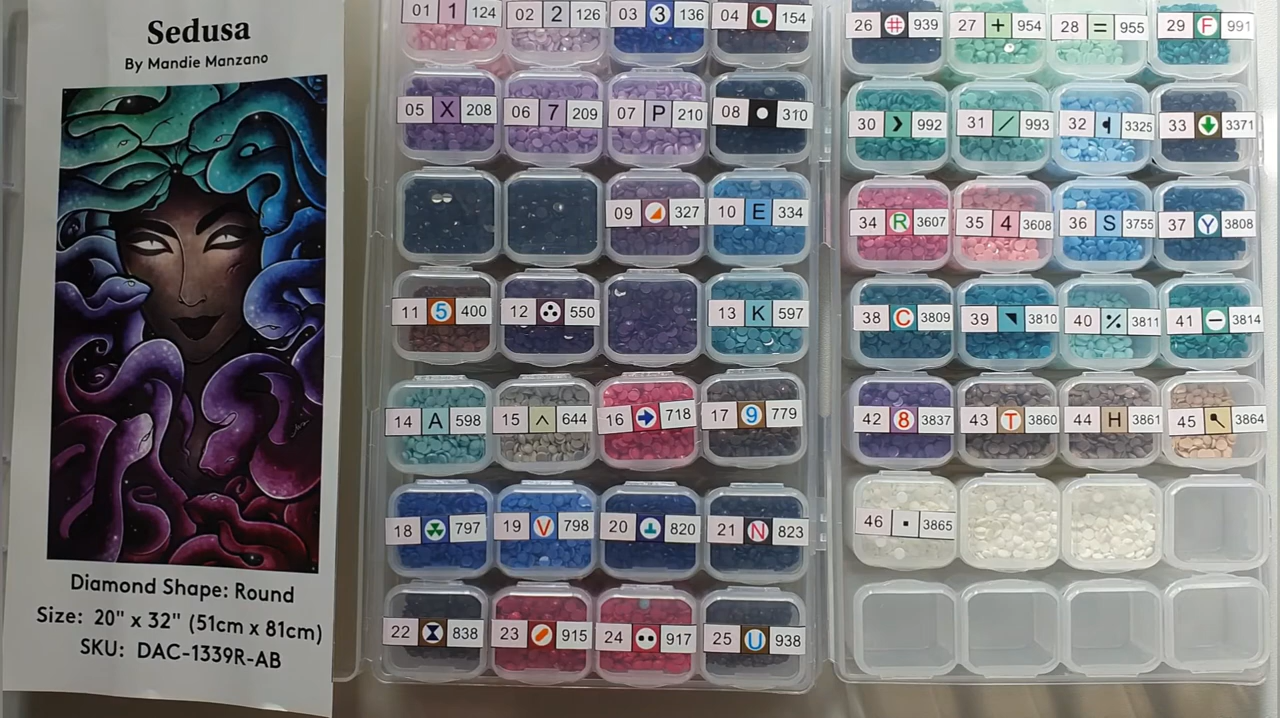 Sedusa
By Mandie Manzano
Diamond Shape: Round
Size: 20" x 32" (51cm x 81cm)
SKU: DAC-1339R-AB
01 1 124
02 2 126
03 3 136
04 L 154
05 X 208
06 7 209
07 P 210
08 310
09 327
10 E 334
11 5 400
12 550
13 K 597
14 A 598
15 ^ 644
16 718
17 9 779
18 797
19 V 798
20 820
21 N 823
22 838
23 915
24 917
25 U 938
26 # 939
27 + 954
28 = 955
29 F 991
30 992
31 / 993
32 3325
33 3371
34 R 3607
35 4 3608
36 S 3755
37 Y 3808
38 C 3809
39 3810
40 3811
41 − 3814
42 8 3837
43 T 3860
44 H 3861
45 3864
46 3865